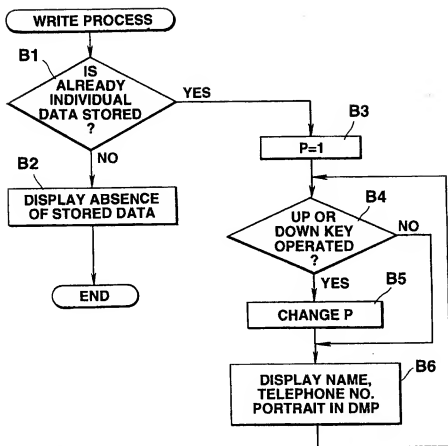 WRITE PROCESS
B1
IS
ALREADY
INDIVIDUAL
DATA STORED
?
YES
NO
B2
DISPLAY ABSENCE
OF STORED DATA
END
B3
P=1
B4
UP OR
DOWN KEY
OPERATED
?
NO
YES
B5
CHANGE P
B6
DISPLAY NAME,
TELEPHONE NO.
PORTRAIT IN DMP